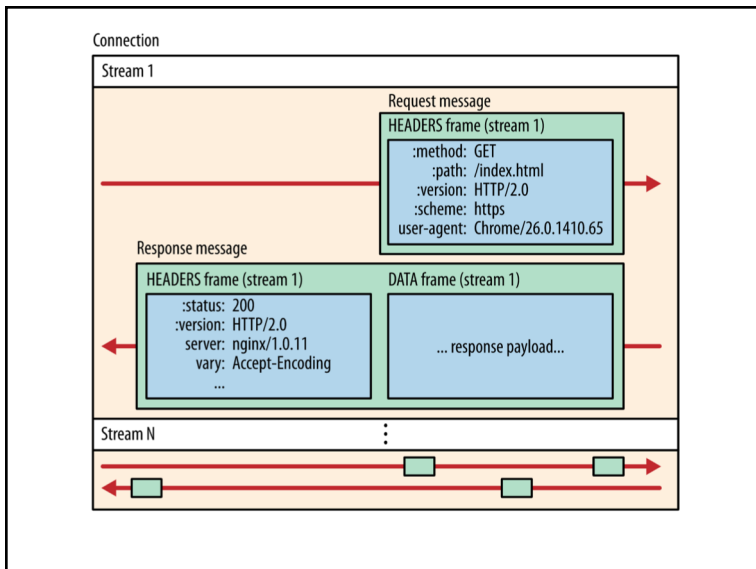 Connection
Stream 1
Request message
HEADERS frame (stream 1)
:method: GET
:path: /index.html
:version: HTTP/2.0
:scheme: https
user-agent: Chrome/26.0.1410.65
Response message
HEADERS frame (stream 1)
:status: 200
:version: HTTP/2.0
server: nginx/1.0.11
vary: Accept-Encoding
...
DATA frame (stream 1)
... response payload...
Stream N